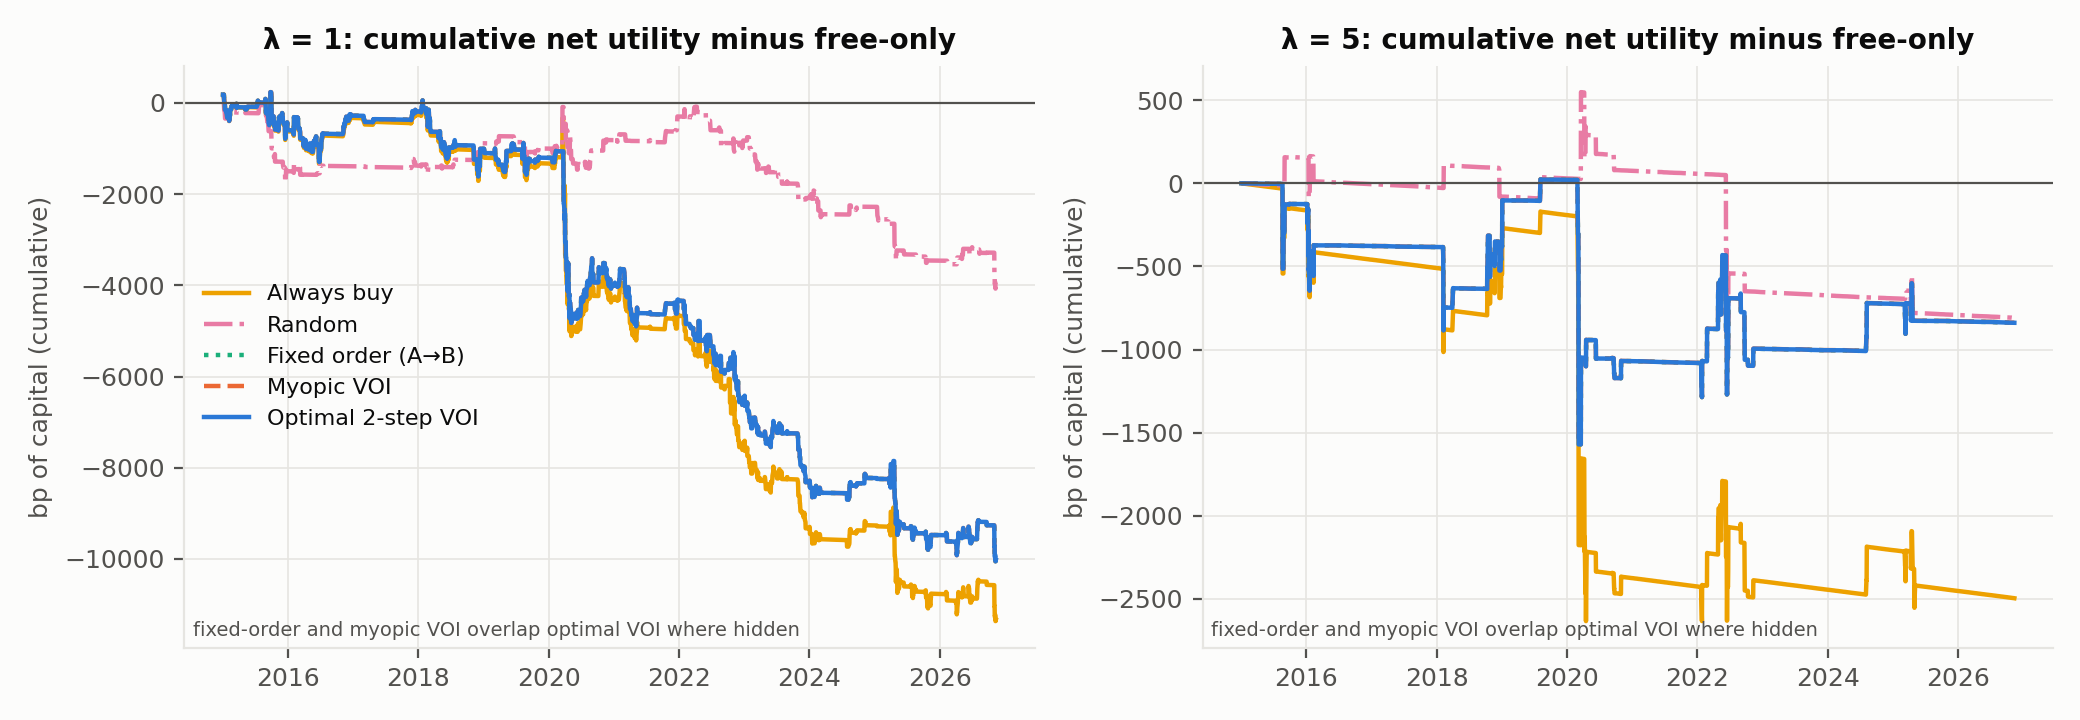 λ = 1: cumulative net utility minus free-only
bp of capital (cumulative)
0
−2000
−4000
−6000
−8000
−10000
Always buy
Random
Fixed order (A→B)
Myopic VOI
Optimal 2-step VOI
fixed-order and myopic VOI overlap optimal VOI where hidden
2016 2018 2020 2022 2024 2026
λ = 5: cumulative net utility minus free-only
bp of capital (cumulative)
500
0
−500
−1000
−1500
−2000
−2500
fixed-order and myopic VOI overlap optimal VOI where hidden
2016 2018 2020 2022 2024 2026